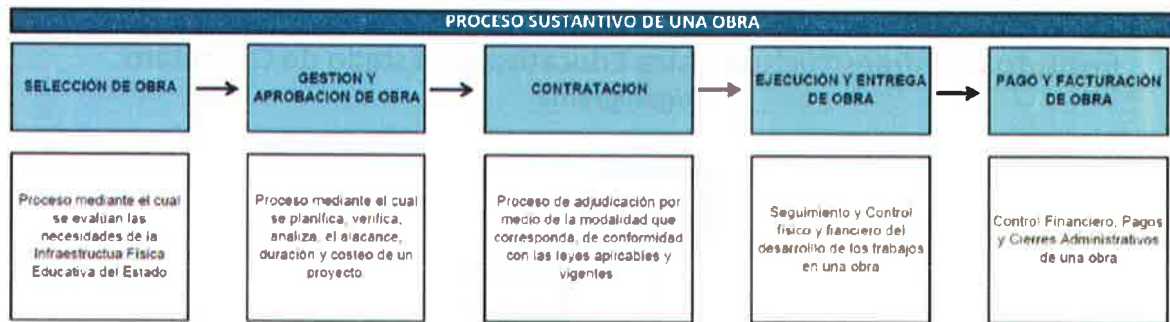 PROCESO SUSTANTIVO DE UNA OBRA
SELECCIÓN DE OBRA
GESTION Y
APROBACION DE OBRA
CONTRATACION
EJECUCIÓN Y ENTREGA
DE OBRA
PAGO Y FACTURACIÓN
DE OBRA
Proceso mediante el cual
se evalúan las
necesidades de la
Infraestructua Física
Educativa del Estado
Proceso mediante el cual
se planifica, verifica,
analiza, el alacance,
duración y costeo de un
proyecto.
Proceso de adjudicación por
medio de la modalidad que
corresponda, de conformidad
con las leyes aplicables y
vigentes
Seguimiento y Control
físico y fianciero del
desarrollo de los trabajos
en una obra
Control Financiero, Pagos
y Cierres Administrativos
de una obra